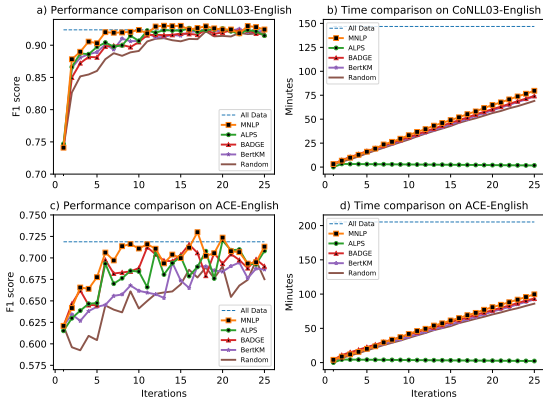 a) Performance comparison on CoNLL03-English
F1 score
0.90
0.85
0.80
0.75
0.70
0
5
10
15
20
25
All Data
MNLP
ALPS
BADGE
BertKM
Random
b) Time comparison on CoNLL03-English
Minutes
150
125
100
75
50
25
0
0
5
10
15
20
25
All Data
MNLP
ALPS
BADGE
BertKM
Random
c) Performance comparison on ACE-English
F1 score
0.750
0.725
0.700
0.675
0.650
0.625
0.600
0.575
0
5
10
15
20
25
Iterations
All Data
MNLP
ALPS
BADGE
BertKM
Random
d) Time comparison on ACE-English
Minutes
200
150
100
50
0
0
5
10
15
20
25
Iterations
All Data
MNLP
ALPS
BADGE
BertKM
Random